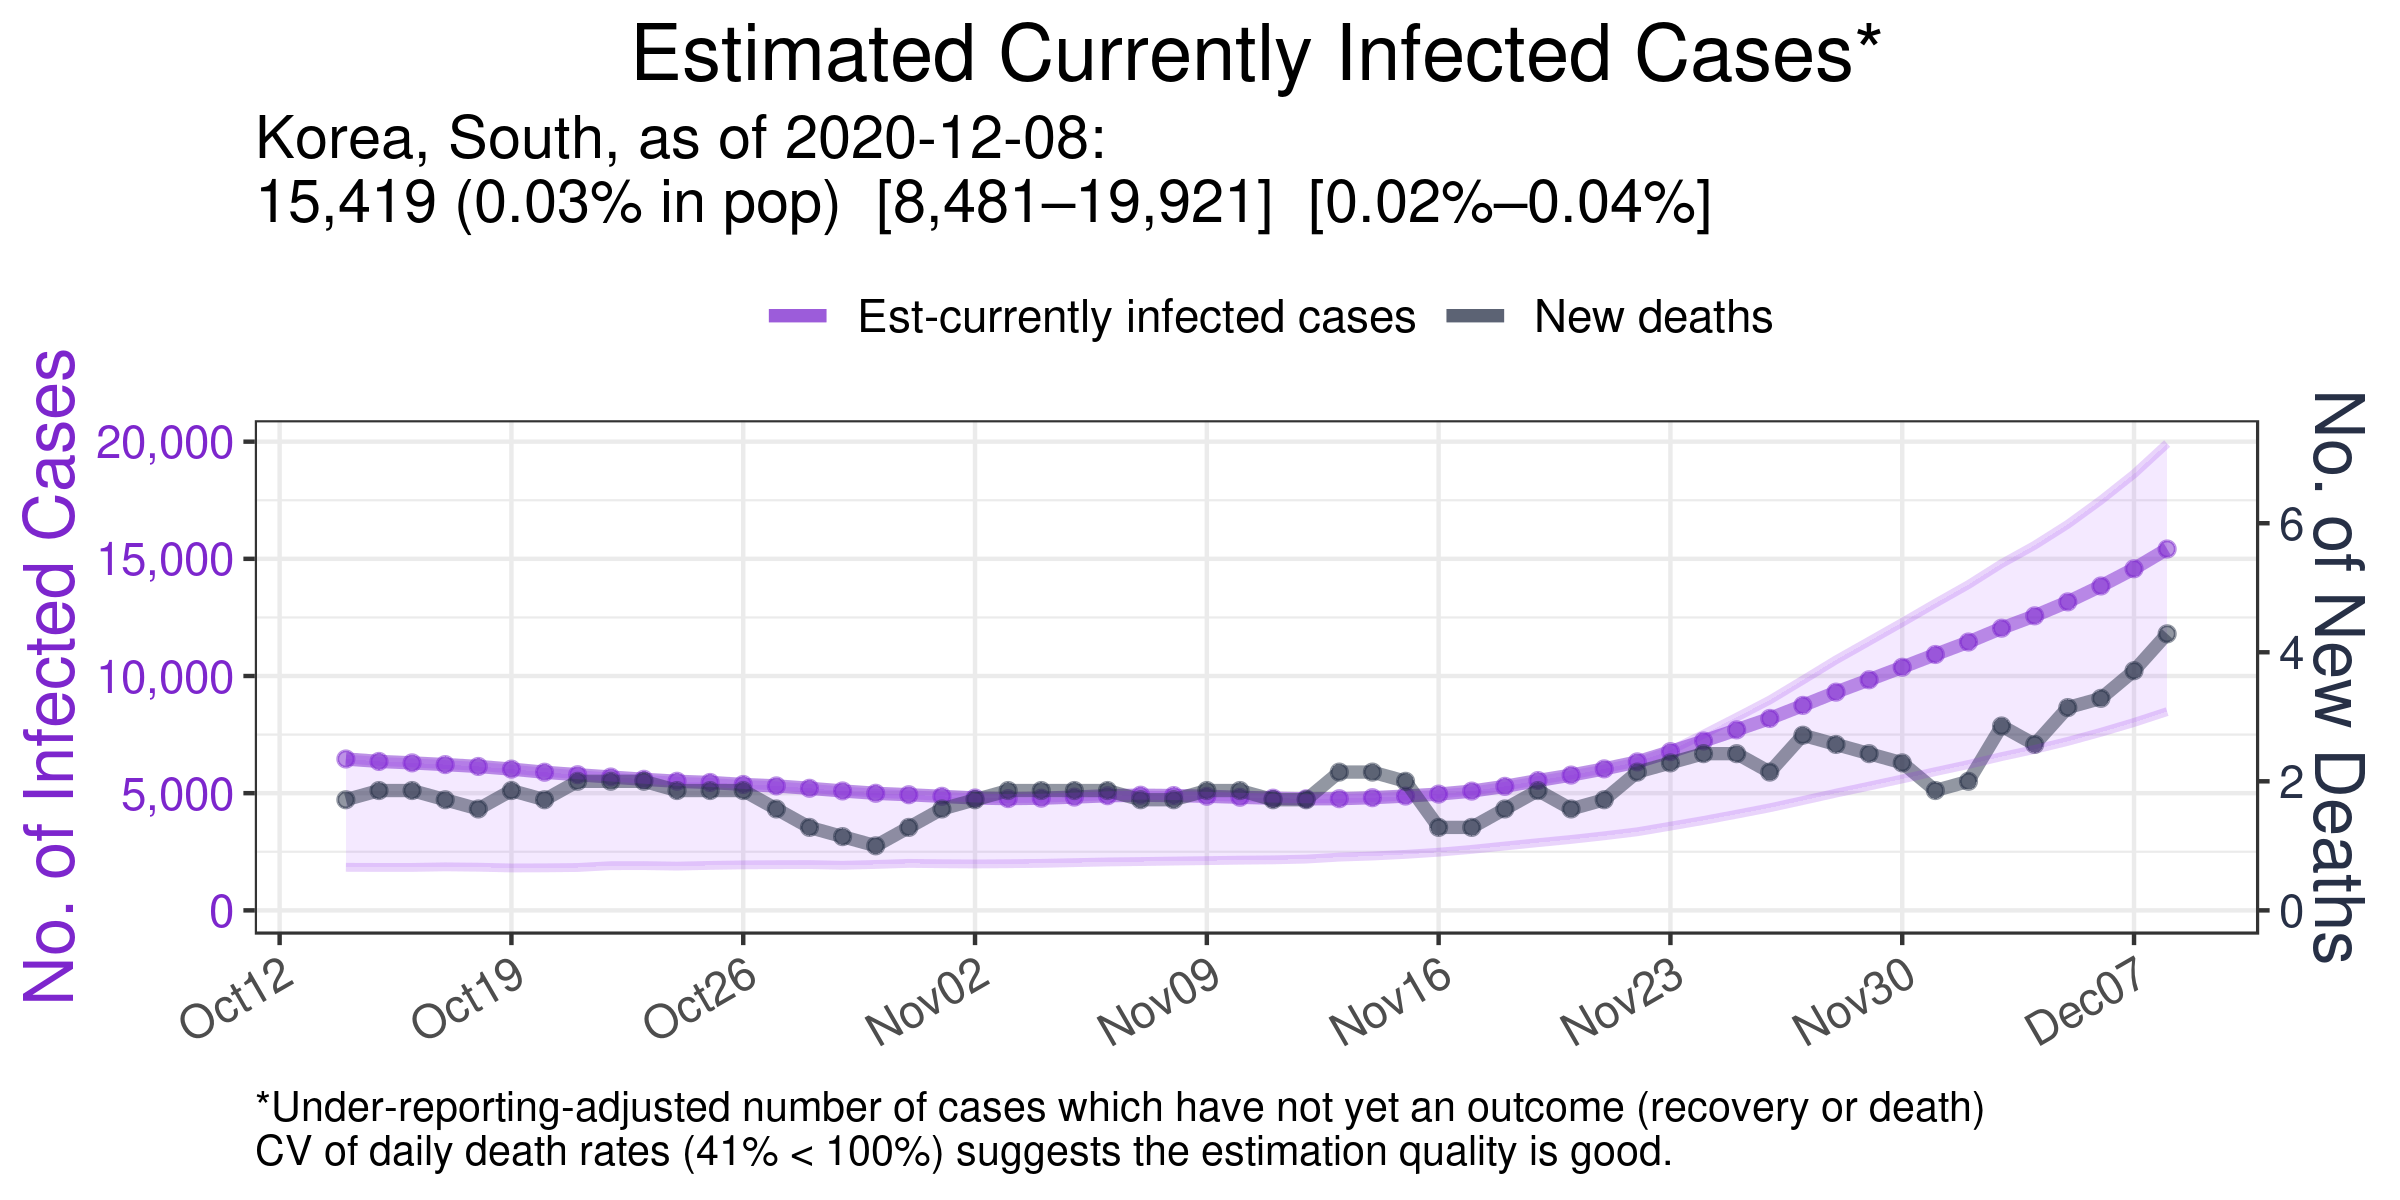 Estimated Currently Infected Cases*
Korea, South, as of 2020-12-08:
15,419 (0.03% in pop)  [8,481–19,921]  [0.02%–0.04%]
Est-currently infected cases
New deaths
No. of Infected Cases
20,000
15,000
10,000
5,000
0
No. of New Deaths
6
4
2
0
Oct12
Oct19
Oct26
Nov02
Nov09
Nov16
Nov23
Nov30
Dec07
*Under-reporting-adjusted number of cases which have not yet an outcome (recovery or death)
CV of daily death rates (41% < 100%) suggests the estimation quality is good.